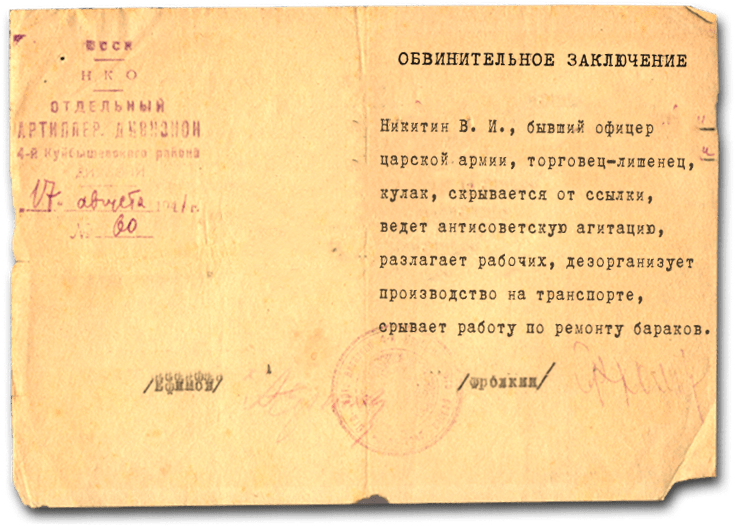 СССР
НКО
ОТДЕЛЬНЫЙ
АРТИЛЛЕР. ДИВИЗИОН
4-й Куйбышевского района
ДИВИЗИИ
17 августа 1941 г.
№ 60
ОБВИНИТЕЛЬНОЕ ЗАКЛЮЧЕНИЕ
Никитин В. И., бывший офицер
царской армии, торговец-лишенец,
кулак, скрывается от ссылки,
ведет антисоветскую агитацию,
разлагает рабочих, дезорганизует
производство на транспорте,
срывает работу по ремонту бараков.
/Ефимов/
/Фролкин/